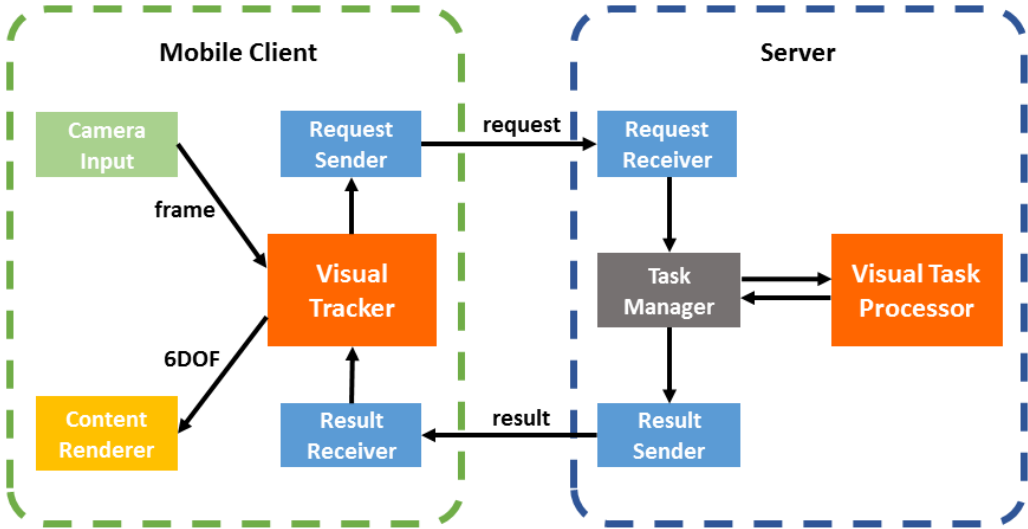 Mobile Client
Server
Camera
Input
Request
Sender
request
Request
Receiver
frame
Visual
Tracker
Task
Manager
Visual Task
Processor
6DOF
Content
Renderer
Result
Receiver
result
Result
Sender